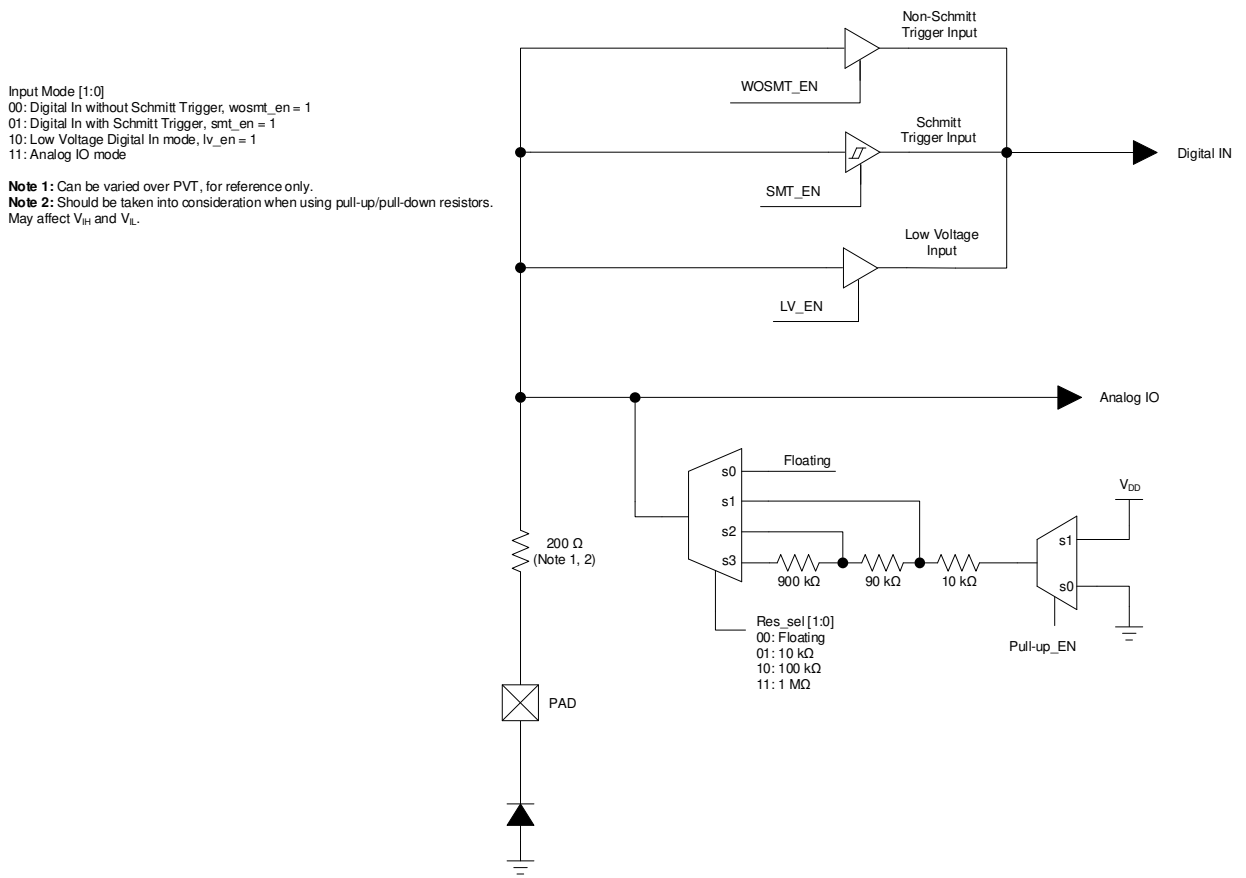 Non-Schmitt
Trigger Input
WOSMT_EN
Input Mode [1:0]
00: Digital In without Schmitt Trigger, wosmt_en = 1
01: Digital In with Schmitt Trigger, smt_en = 1
10: Low Voltage Digital In mode, lv_en = 1
11: Analog IO mode
Note 1: Can be varied over PVT, for reference only.
Note 2: Should be taken into consideration when using pull-up/pull-down resistors.
May affect VIH and VIL.
Schmitt
Trigger Input
SMT_EN
Digital IN
Low Voltage
Input
LV_EN
Analog IO
s0
Floating
s1
s2
s3
900 kΩ
90 kΩ
10 kΩ
VDD
s1
s0
Pull-up_EN
200 Ω
(Note 1, 2)
Res_sel [1:0]
00: Floating
01: 10 kΩ
10: 100 kΩ
11: 1 MΩ
PAD